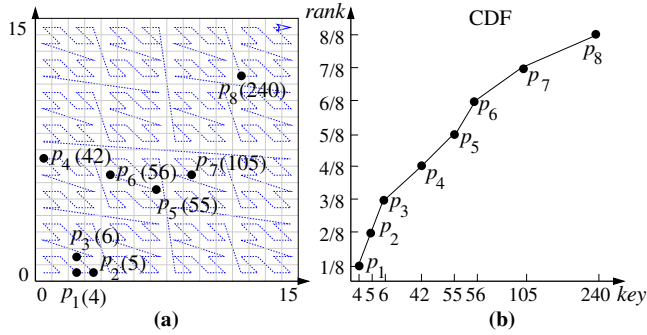 15
p8(240)
p4(42)
p6(56)
p7(105)
p5(55)
p3(6)
p2(5)
0
0
15
p1(4)
(a)
rank
CDF
8/8
7/8
6/8
5/8
4/8
3/8
2/8
1/8
p8
p7
p6
p5
p4
p3
p2
p1
4 5 6 42 55 56 105 240 key
(b)